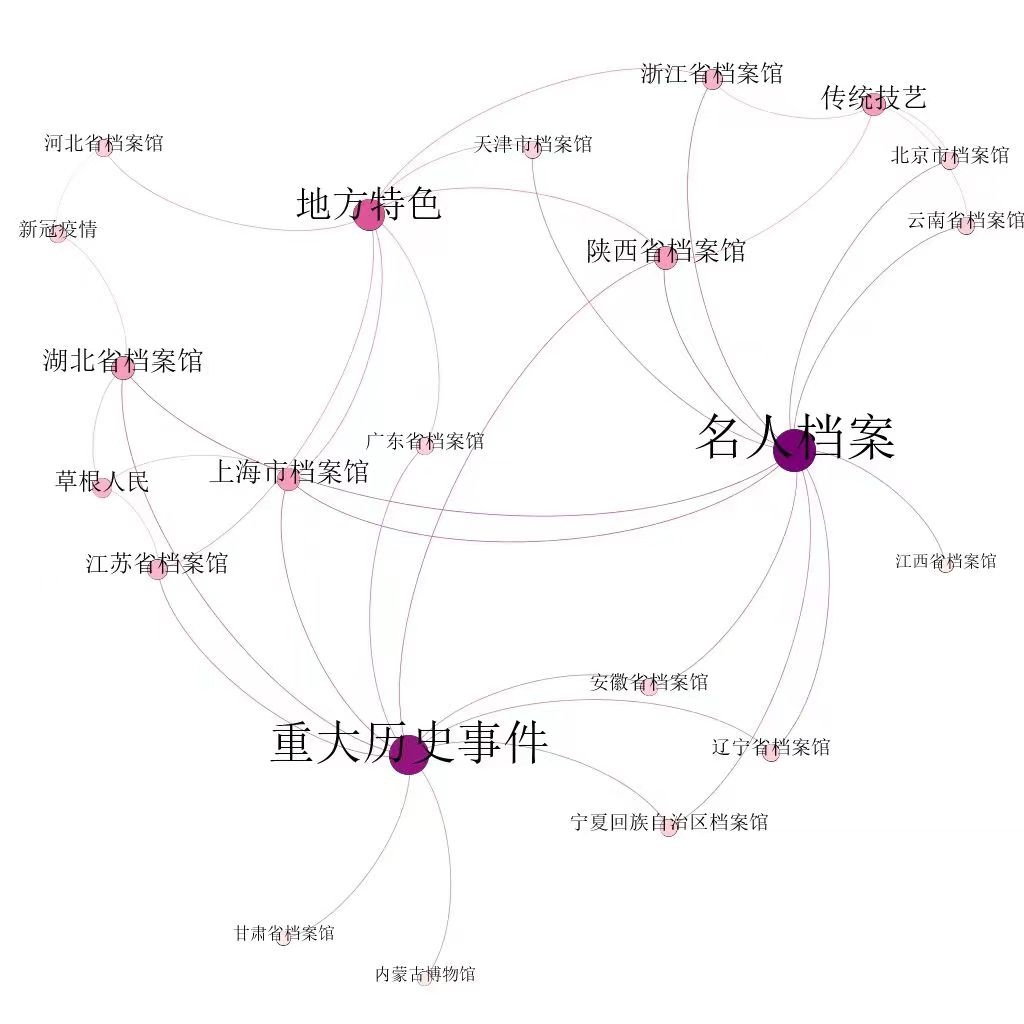 浙江省档案馆
传统技艺
河北省档案馆
天津市档案馆
北京市档案馆
地方特色
云南省档案馆
新冠疫情
陕西省档案馆
湖北省档案馆
名人档案
广东省档案馆
上海市档案馆
草根人民
江苏省档案馆
江西省档案馆
安徽省档案馆
重大历史事件
辽宁省档案馆
宁夏回族自治区档案馆
甘肃省档案馆
内蒙古博物馆